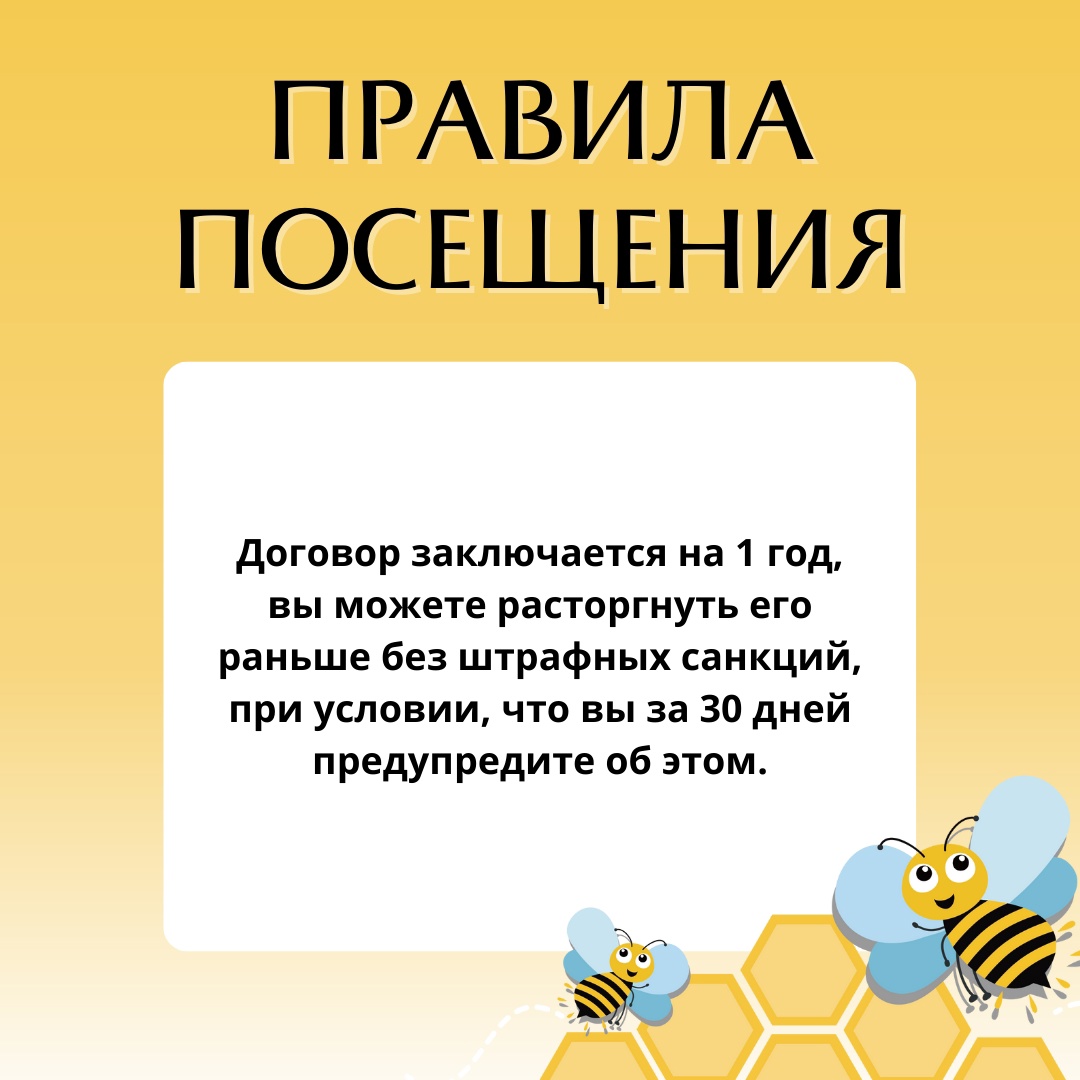 ПРАВИЛА
ПОСЕЩЕНИЯ
Договор заключается на 1 год,
вы можете расторгнуть его
раньше без штрафных санкций,
при условии, что вы за 30 дней
предупредите об этом.